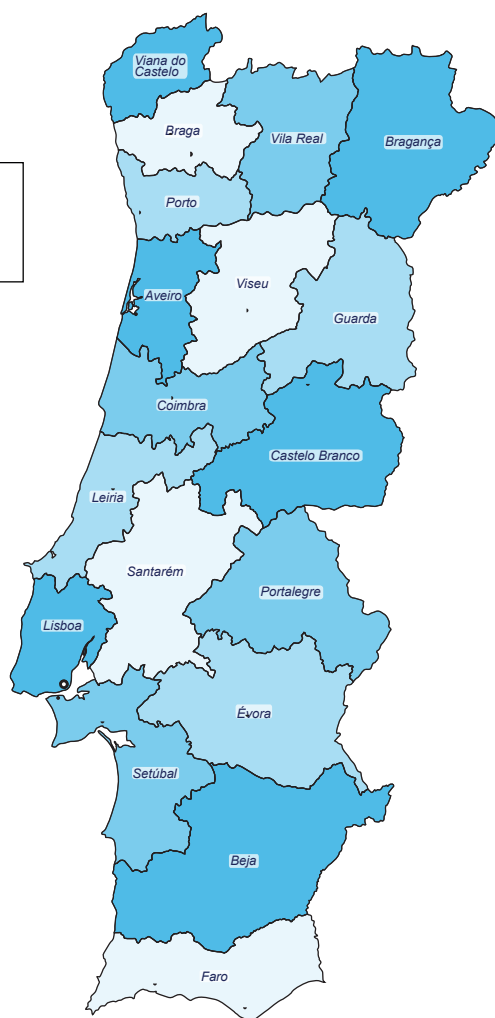 Viana do
Castelo
Braga
Vila Real
Bragança
Porto
Aveiro
Viseu
Guarda
Coimbra
Castelo Branco
Leiria
Santarém
Portalegre
Lisboa
Évora
Setúbal
Beja
Faro